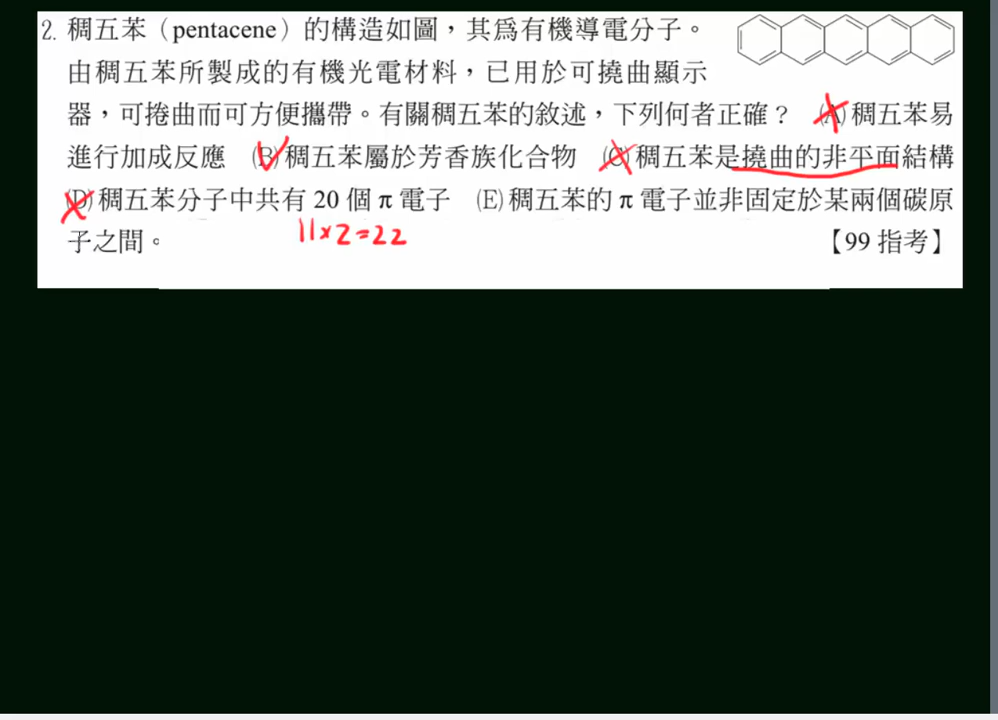 2. 稠五苯（pentacene）的構造如圖，其為有機導電分子。
由稠五苯所製成的有機光電材料，已用於可撓曲顯示
器，可捲曲而可方便攜帶。有關稠五苯的敘述，下列何者正確？ (A)稠五苯易
進行加成反應 (B)稠五苯屬於芳香族化合物 (C)稠五苯是撓曲的非平面結構
(D)稠五苯分子中共有 20 個 π 電子 (E)稠五苯的 π 電子並非固定於某兩個碳原
子之間。 【99 指考】
11×2=22